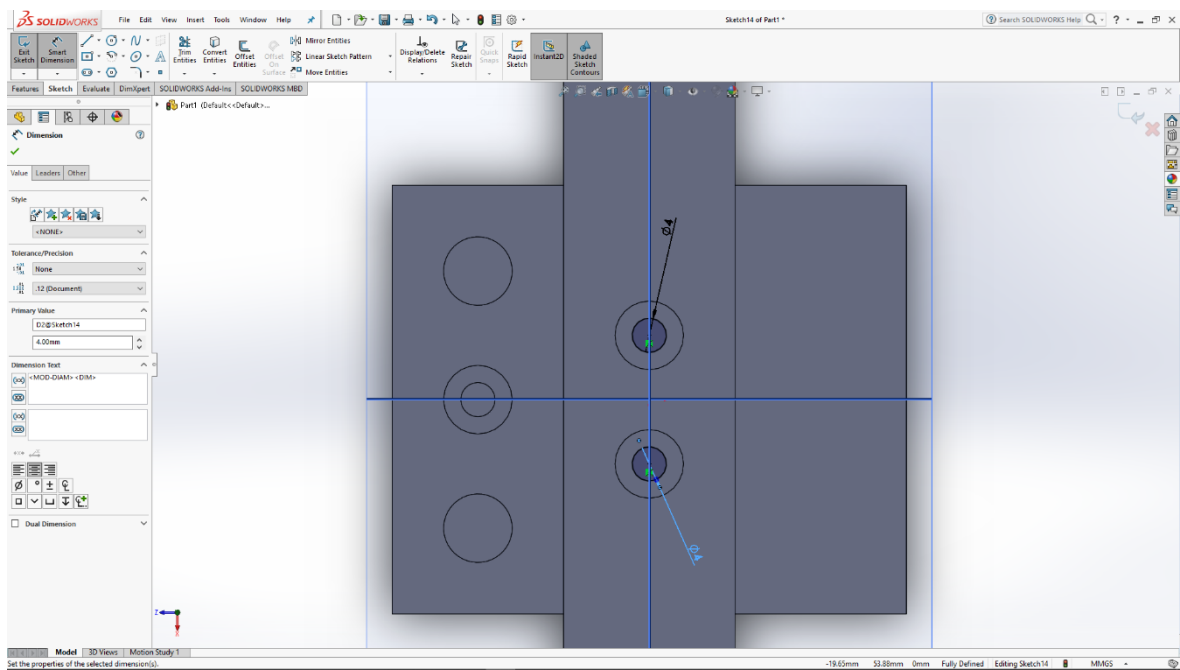 SOLIDWORKS File Edit View Insert Tools Window Help Sketch14 of Part1 * Search SOLIDWORKS Help
Exit Sketch
Smart Dimension
Trim Entities
Convert Entities
Offset Entities
Offset On Surface
Mirror Entities
Linear Sketch Pattern
Move Entities
Display/Delete Relations
Repair Sketch
Quick Snaps
Rapid Sketch
Instant2D
Shaded Sketch Contours
Features Sketch Evaluate DimXpert SOLIDWORKS Add-Ins SOLIDWORKS MBD
Part1 (Default<<Default>...
Dimension
Value Leaders Other
Style
<NONE>
Tolerance/Precision
None
.12 (Document)
Primary Value
D2@Sketch14
4.00mm
Dimension Text
<MOD-DIAM><DIM>
Dual Dimension
Ø4
Ø4
Z
Model 3D Views Motion Study 1
Set the properties of the selected dimension(s). -19.65mm 53.88mm 0mm Fully Defined Editing Sketch14 MMGS